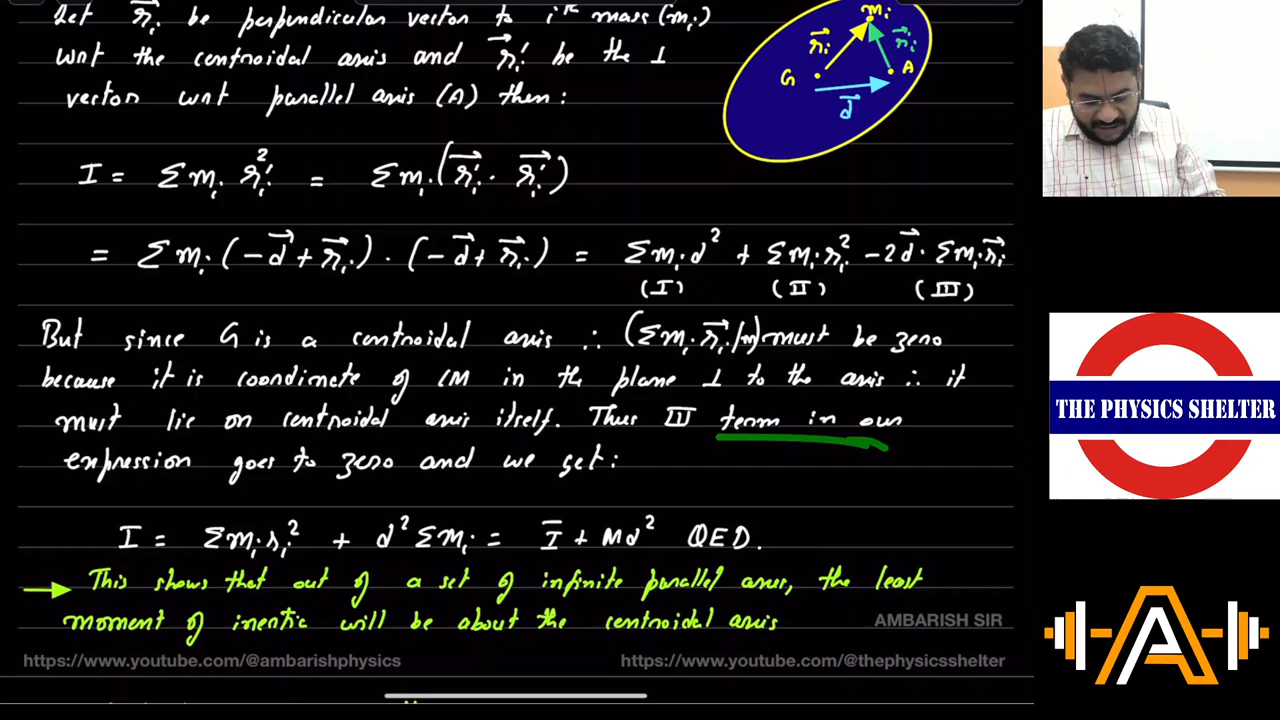 Let r⃗ᵢ be perpendicular vector to iᵗʰ mass (mᵢ)
wrt the centroidal axis and r⃗ᵢ' be the ⊥
vector wrt parallel axis (A) then:
mᵢ
r⃗ᵢ
r⃗ᵢ'
G
A
d⃗
I = Σmᵢ rᵢ'² = Σmᵢ (r⃗ᵢ' · r⃗ᵢ')
= Σmᵢ (-d⃗ + r⃗ᵢ) · (-d⃗ + r⃗ᵢ) = Σmᵢ d² + Σmᵢ rᵢ² - 2d⃗ · Σmᵢ r⃗ᵢ
(I) (II) (III)
But since G is a centroidal axis ∴ (Σmᵢ r⃗ᵢ/M) must be zero
because it is coordinate of CM in the plane ⊥ to the axis ∴ it
must lie on centroidal axis itself. Thus III term in our
expression goes to zero and we get:
I = Σmᵢ rᵢ² + d² Σmᵢ = Ī + Md² QED.
→ This shows that out of a set of infinite parallel axes, the least
moment of inertia will be about the centroidal axis
AMBARISH SIR
https://www.youtube.com/@ambarishphysics https://www.youtube.com/@thephysicsshelter
THE PHYSICS SHELTER